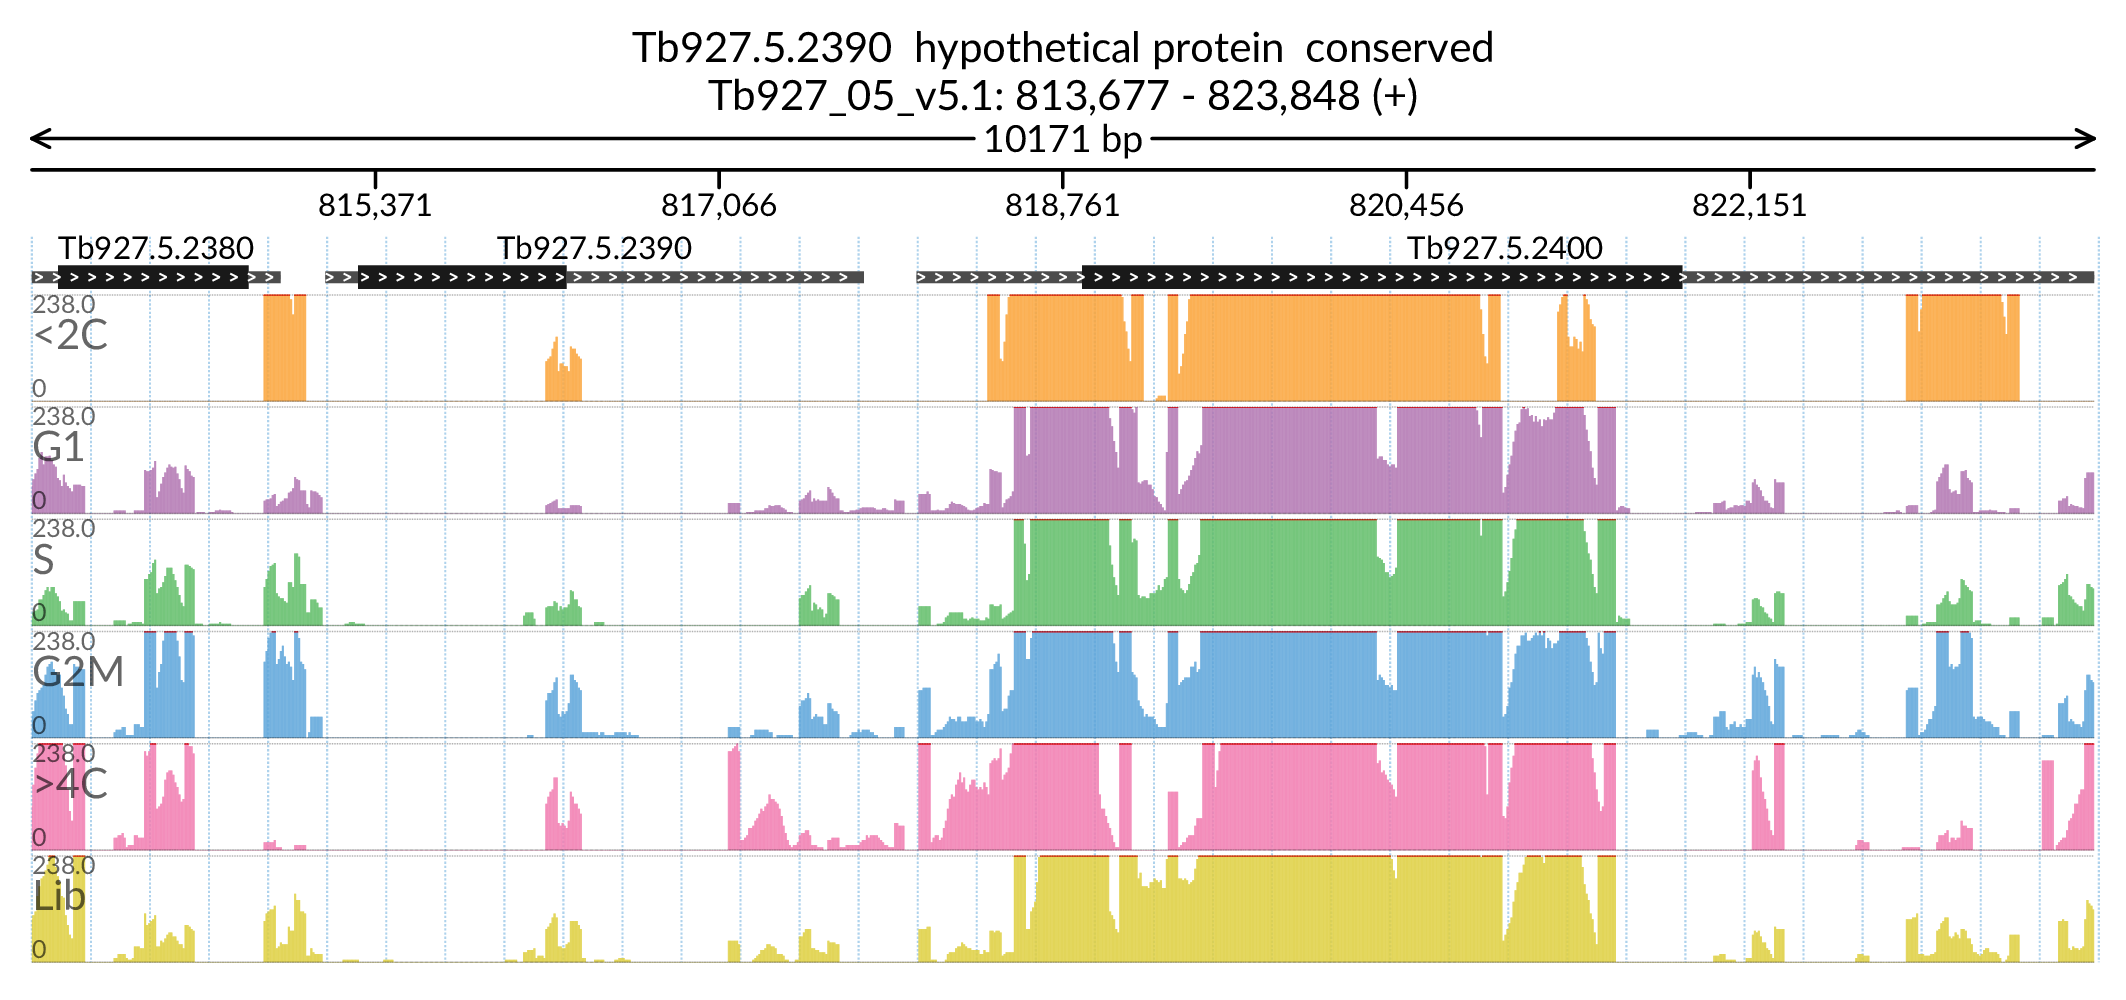 Tb927.5.2390  hypothetical protein  conserved
Tb927_05_v5.1: 813,677 - 823,848 (+)
10171 bp
815,371 817,066 818,761 820,456 822,151
Tb927.5.2380 Tb927.5.2390 Tb927.5.2400
238.0
<2C
0
238.0
G1
0
238.0
S
0
238.0
G2M
0
238.0
>4C
0
238.0
Lib
0